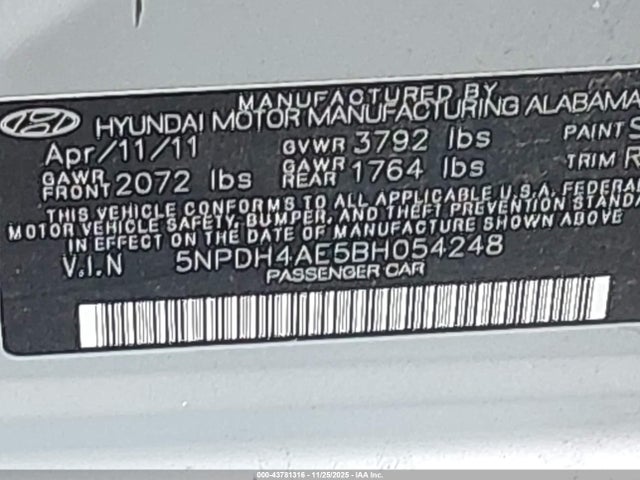 MANUFACTURED BY
HYUNDAI MOTOR MANUFACTURING ALABAMA
Apr/11/11 GVWR 3792 lbs PAINT
GAWR FRONT 2072 lbs GAWR REAR 1764 lbs TRIM R
THIS VEHICLE CONFORMS TO ALL APPLICABLE U.S.A. FEDERAL
MOTOR VEHICLE SAFETY, BUMPER, AND THEFT PREVENTION STANDA
IN EFFECT ON THE DATE OF MANUFACTURE SHOWN ABOVE
V.I.N 5NPDH4AE5BH054248
PASSENGER CAR
000-43781316 - 11/25/2025 - IAA Inc.